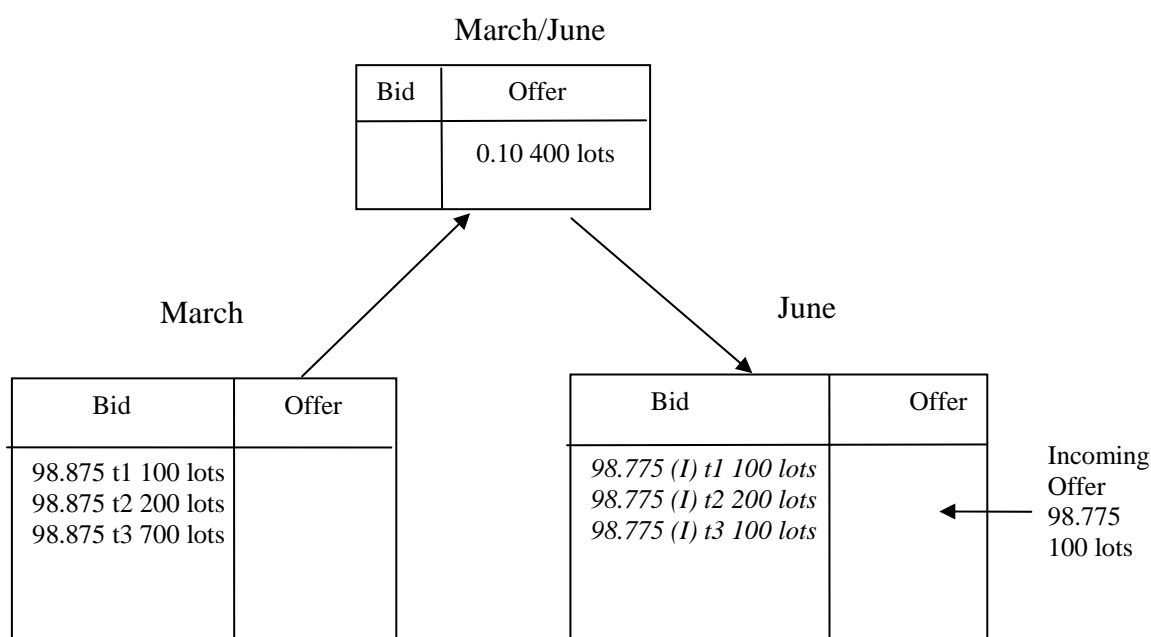 March/June
Bid Offer
0.10 400 lots
March
Bid Offer
98.875 t1 100 lots
98.875 t2 200 lots
98.875 t3 700 lots
June
Bid Offer
98.775 (I) t1 100 lots
98.775 (I) t2 200 lots
98.775 (I) t3 100 lots
Incoming
Offer
98.775
100 lots